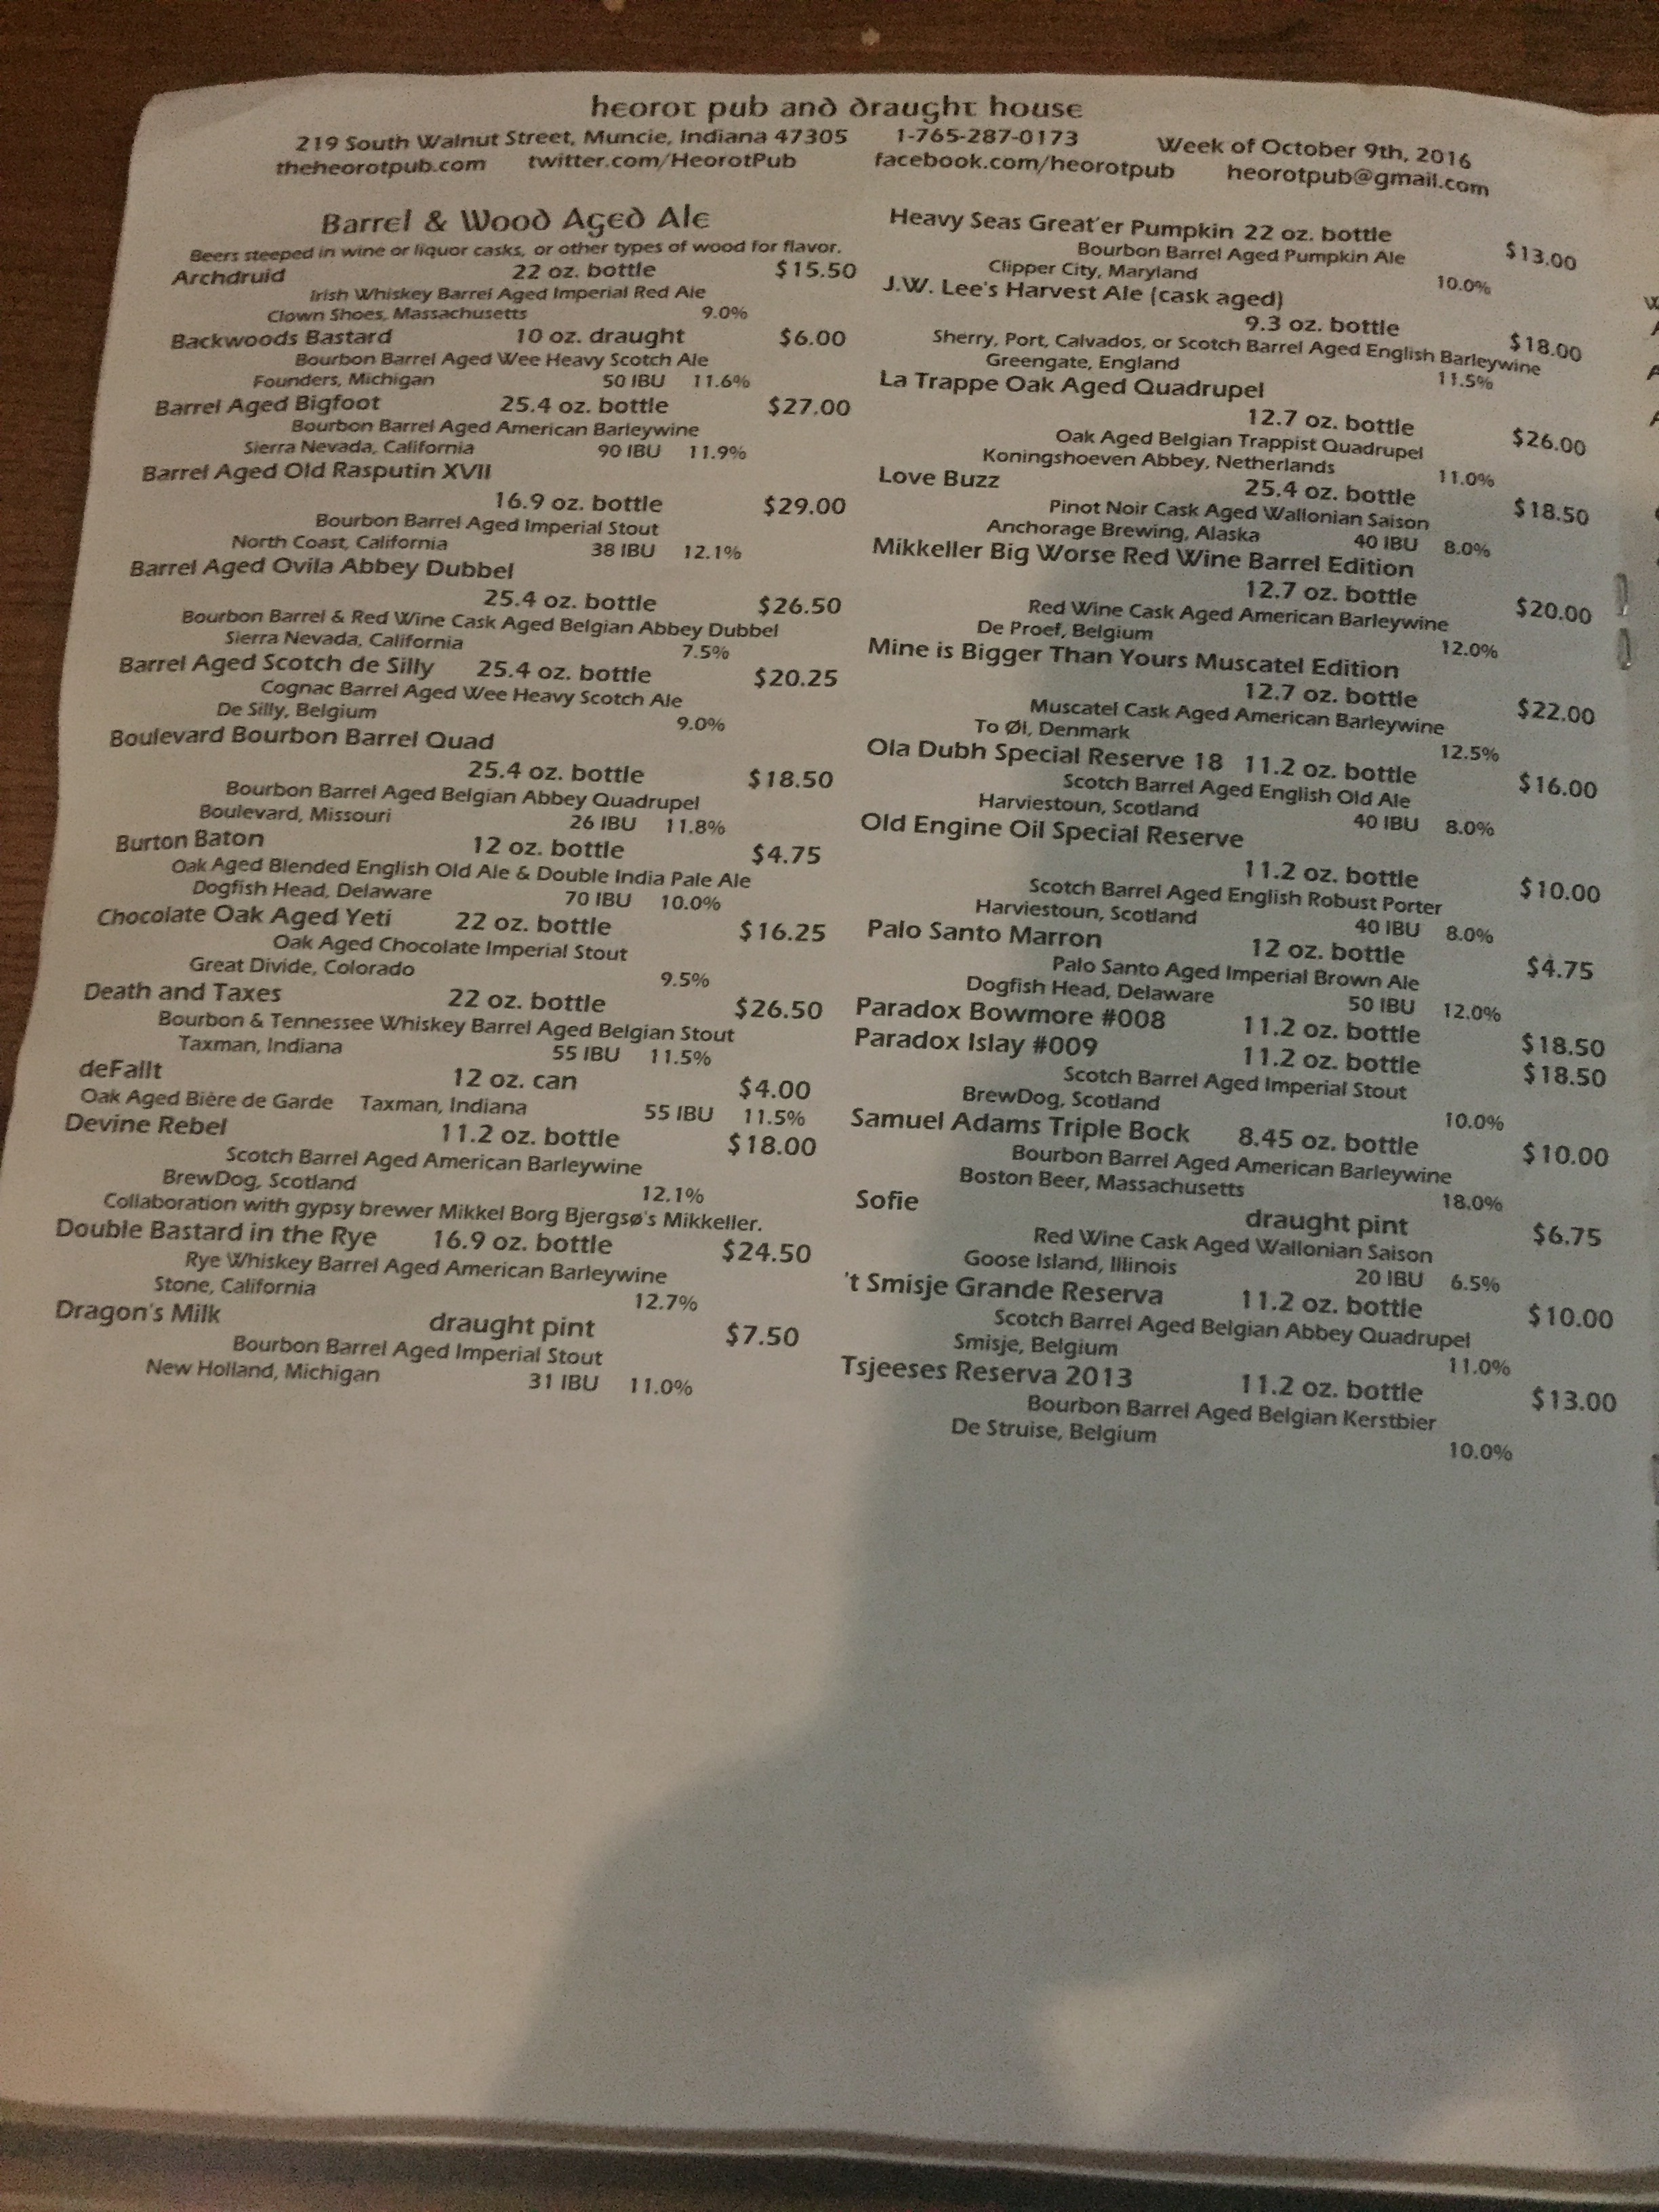 heorot pub and draught house
219 South Walnut Street, Muncie, Indiana 47305 1-765-287-0173 Week of October 9th, 2016
theheorotpub.com twitter.com/HeorotPub facebook.com/heorotpub heorotpub@gmail.com
Barrel & Wood Aged Ale
Beers steeped in wine or liquor casks, or other types of wood for flavor.
Archdruid 22 oz. bottle $15.50
Irish Whiskey Barrel Aged Imperial Red Ale
Clown Shoes, Massachusetts 9.0%
Backwoods Bastard 10 oz. draught $6.00
Bourbon Barrel Aged Wee Heavy Scotch Ale
Founders, Michigan 50 IBU 11.6%
Barrel Aged Bigfoot 25.4 oz. bottle $27.00
Bourbon Barrel Aged American Barleywine
Sierra Nevada, California 90 IBU 11.9%
Barrel Aged Old Rasputin XVII
16.9 oz. bottle $29.00
Bourbon Barrel Aged Imperial Stout
North Coast, California 38 IBU 12.1%
Barrel Aged Ovila Abbey Dubbel
25.4 oz. bottle $26.50
Bourbon Barrel & Red Wine Cask Aged Belgian Abbey Dubbel
Sierra Nevada, California 7.5%
Barrel Aged Scotch de Silly 25.4 oz. bottle $20.25
Cognac Barrel Aged Wee Heavy Scotch Ale
De Silly, Belgium 9.0%
Boulevard Bourbon Barrel Quad
25.4 oz. bottle $18.50
Bourbon Barrel Aged Belgian Abbey Quadrupel
Boulevard, Missouri 26 IBU 11.8%
Burton Baton 12 oz. bottle $4.75
Oak Aged Blended English Old Ale & Double India Pale Ale
Dogfish Head, Delaware 70 IBU 10.0%
Chocolate Oak Aged Yeti 22 oz. bottle $16.25
Oak Aged Chocolate Imperial Stout
Great Divide, Colorado 9.5%
Death and Taxes 22 oz. bottle $26.50
Bourbon & Tennessee Whiskey Barrel Aged Belgian Stout
Taxman, Indiana 55 IBU 11.5%
deFallt 12 oz. can $4.00
Oak Aged Bière de Garde Taxman, Indiana 55 IBU 11.5%
Devine Rebel 11.2 oz. bottle $18.00
Scotch Barrel Aged American Barleywine
BrewDog, Scotland 12.1%
Collaboration with gypsy brewer Mikkel Borg Bjergsø's Mikkeller.
Double Bastard in the Rye 16.9 oz. bottle $24.50
Rye Whiskey Barrel Aged American Barleywine
Stone, California 12.7%
Dragon's Milk draught pint $7.50
Bourbon Barrel Aged Imperial Stout
New Holland, Michigan 31 IBU 11.0%
Heavy Seas Great'er Pumpkin 22 oz. bottle $13.00
Bourbon Barrel Aged Pumpkin Ale
Clipper City, Maryland 10.0%
J.W. Lee's Harvest Ale (cask aged)
9.3 oz. bottle $18.00
Sherry, Port, Calvados, or Scotch Barrel Aged English Barleywine
Greengate, England 11.5%
La Trappe Oak Aged Quadrupel
12.7 oz. bottle $26.00
Oak Aged Belgian Trappist Quadrupel
Koningshoeven Abbey, Netherlands 11.0%
Love Buzz 25.4 oz. bottle $18.50
Pinot Noir Cask Aged Wallonian Saison
Anchorage Brewing, Alaska 40 IBU 8.0%
Mikkeller Big Worse Red Wine Barrel Edition
12.7 oz. bottle $20.00
Red Wine Cask Aged American Barleywine
De Proef, Belgium 12.0%
Mine is Bigger Than Yours Muscatel Edition
12.7 oz. bottle $22.00
Muscatel Cask Aged American Barleywine
To Øl, Denmark 12.5%
Ola Dubh Special Reserve 18 11.2 oz. bottle $16.00
Scotch Barrel Aged English Old Ale
Harviestoun, Scotland 40 IBU 8.0%
Old Engine Oil Special Reserve
11.2 oz. bottle $10.00
Scotch Barrel Aged English Robust Porter
Harviestoun, Scotland 40 IBU 8.0%
Palo Santo Marron 12 oz. bottle $4.75
Palo Santo Aged Imperial Brown Ale
Dogfish Head, Delaware 50 IBU 12.0%
Paradox Bowmore #008 11.2 oz. bottle $18.50
Paradox Islay #009 11.2 oz. bottle $18.50
Scotch Barrel Aged Imperial Stout
BrewDog, Scotland 10.0%
Samuel Adams Triple Bock 8.45 oz. bottle $10.00
Bourbon Barrel Aged American Barleywine
Boston Beer, Massachusetts 18.0%
Sofie draught pint $6.75
Red Wine Cask Aged Wallonian Saison
Goose Island, Illinois 20 IBU 6.5%
't Smisje Grande Reserva 11.2 oz. bottle $10.00
Scotch Barrel Aged Belgian Abbey Quadrupel
Smisje, Belgium 11.0%
Tsjeeses Reserva 2013 11.2 oz. bottle $13.00
Bourbon Barrel Aged Belgian Kerstbier
De Struise, Belgium 10.0%